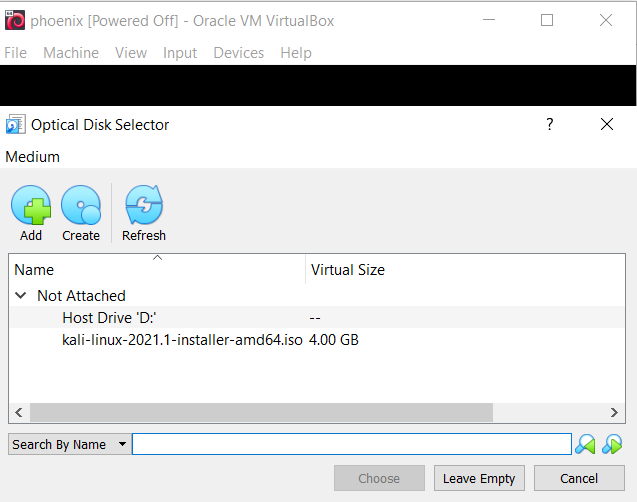 phoenix [Powered Off] - Oracle VM VirtualBox
File Machine View Input Devices Help
Optical Disk Selector ?
Medium
Add Create Refresh
Name Virtual Size
Not Attached
Host Drive 'D:' --
kali-linux-2021.1-installer-amd64.iso 4.00 GB
Search By Name
Choose Leave Empty Cancel